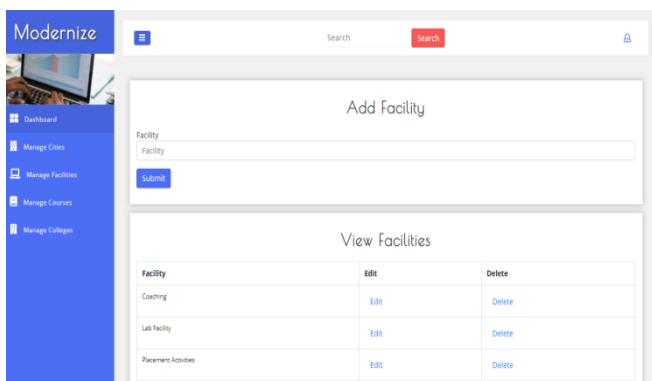 Modernize
Search Search
Dashboard
Manage Cities
Manage Facilities
Manage Courses
Manage Colleges
Add Facility
Facility
Facility
Submit
View Facilities
Facility Edit Delete
Coaching Edit Delete
Lab Facility Edit Delete
Placement Activities Edit Delete